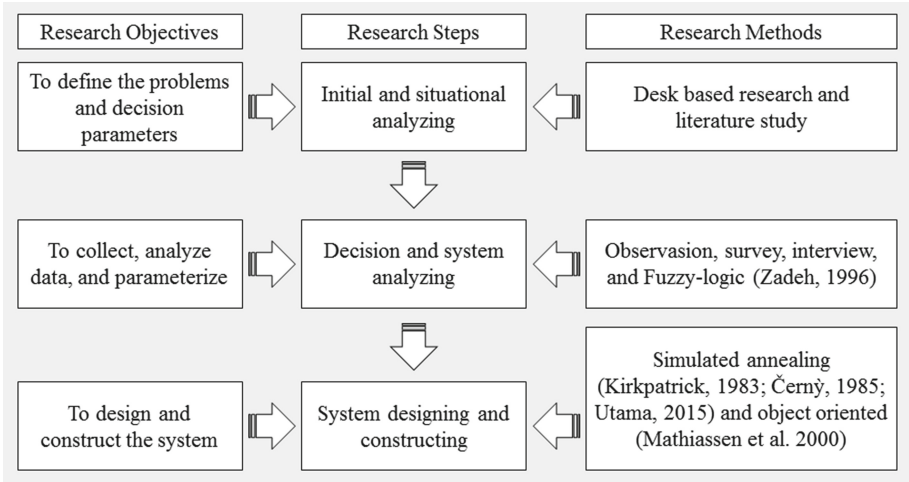 Research Objectives
Research Steps
Research Methods
To define the problems
and decision
parameters
Initial and situational
analyzing
Desk based research and
literature study
To collect, analyze
data, and parameterize
Decision and system
analyzing
Observasion, survey, interview,
and Fuzzy-logic (Zadeh, 1996)
To design and
construct the system
System designing and
constructing
Simulated annealing
(Kirkpatrick, 1983; Černỳ, 1985;
Utama, 2015) and object oriented
(Mathiassen et al. 2000)